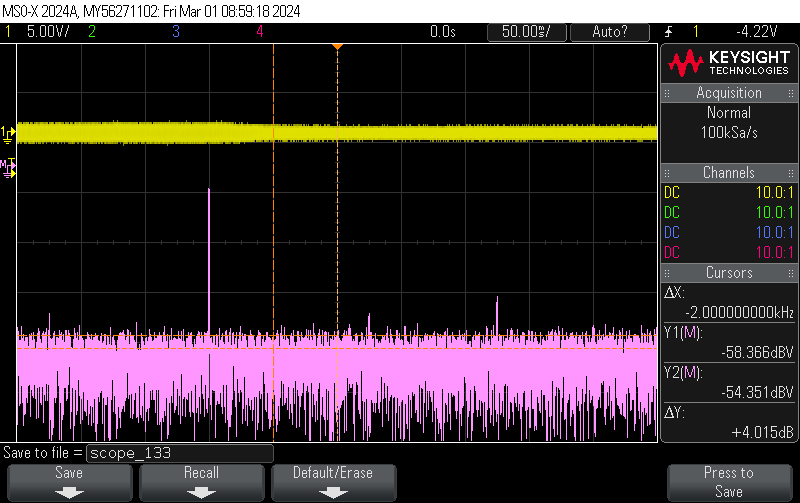 MSO-X 2024A, MY56271102: Fri Mar 01 08:59:18 2024
1 5.00V/ 2 3 4 0.0s 50.00ms/ Auto? 1 -4.22V
KEYSIGHT
TECHNOLOGIES
Acquisition
Normal
100kSa/s
Channels
DC 10.0:1
DC 10.0:1
DC 10.0:1
DC 10.0:1
Cursors
ΔX:
-2.000000000kHz
Y1(M):
-58.366dBV
Y2(M):
-54.351dBV
ΔY:
+4.015dB
1
M
Save to file = scope_133
Save
Recall
Default/Erase
Press to
Save